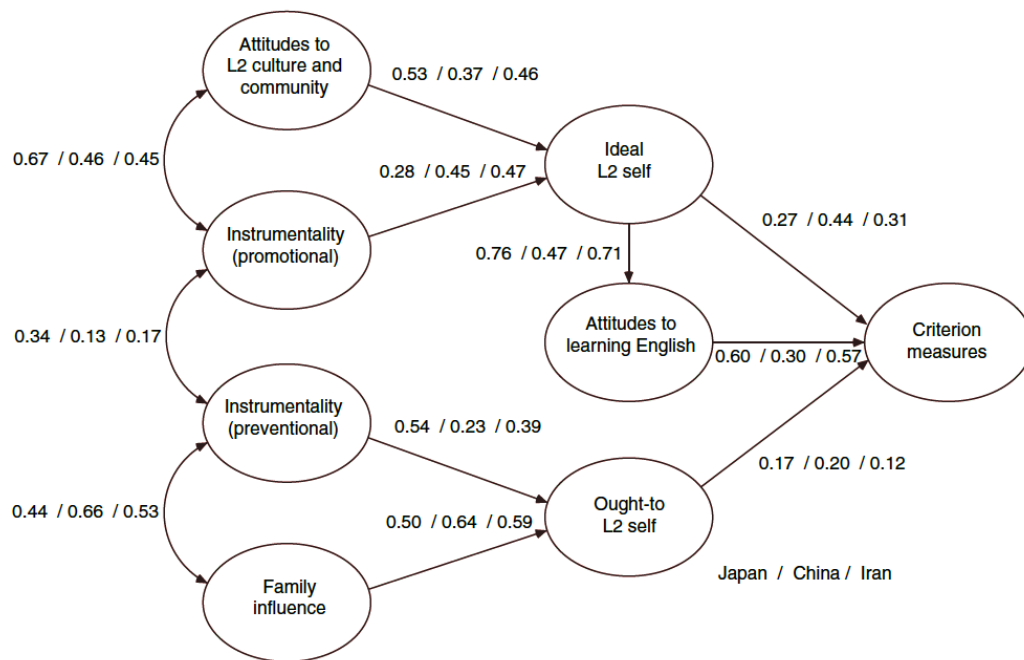 Attitudes to
L2 culture and
community
0.53 / 0.37 / 0.46
0.67 / 0.46 / 0.45
0.28 / 0.45 / 0.47
Ideal
L2 self
Instrumentality
(promotional)
0.27 / 0.44 / 0.31
0.76 / 0.47 / 0.71
0.34 / 0.13 / 0.17
Attitudes to
learning English
0.60 / 0.30 / 0.57
Criterion
measures
Instrumentality
(preventional)
0.54 / 0.23 / 0.39
0.17 / 0.20 / 0.12
0.44 / 0.66 / 0.53
0.50 / 0.64 / 0.59
Ought-to
L2 self
Family
influence
Japan / China / Iran